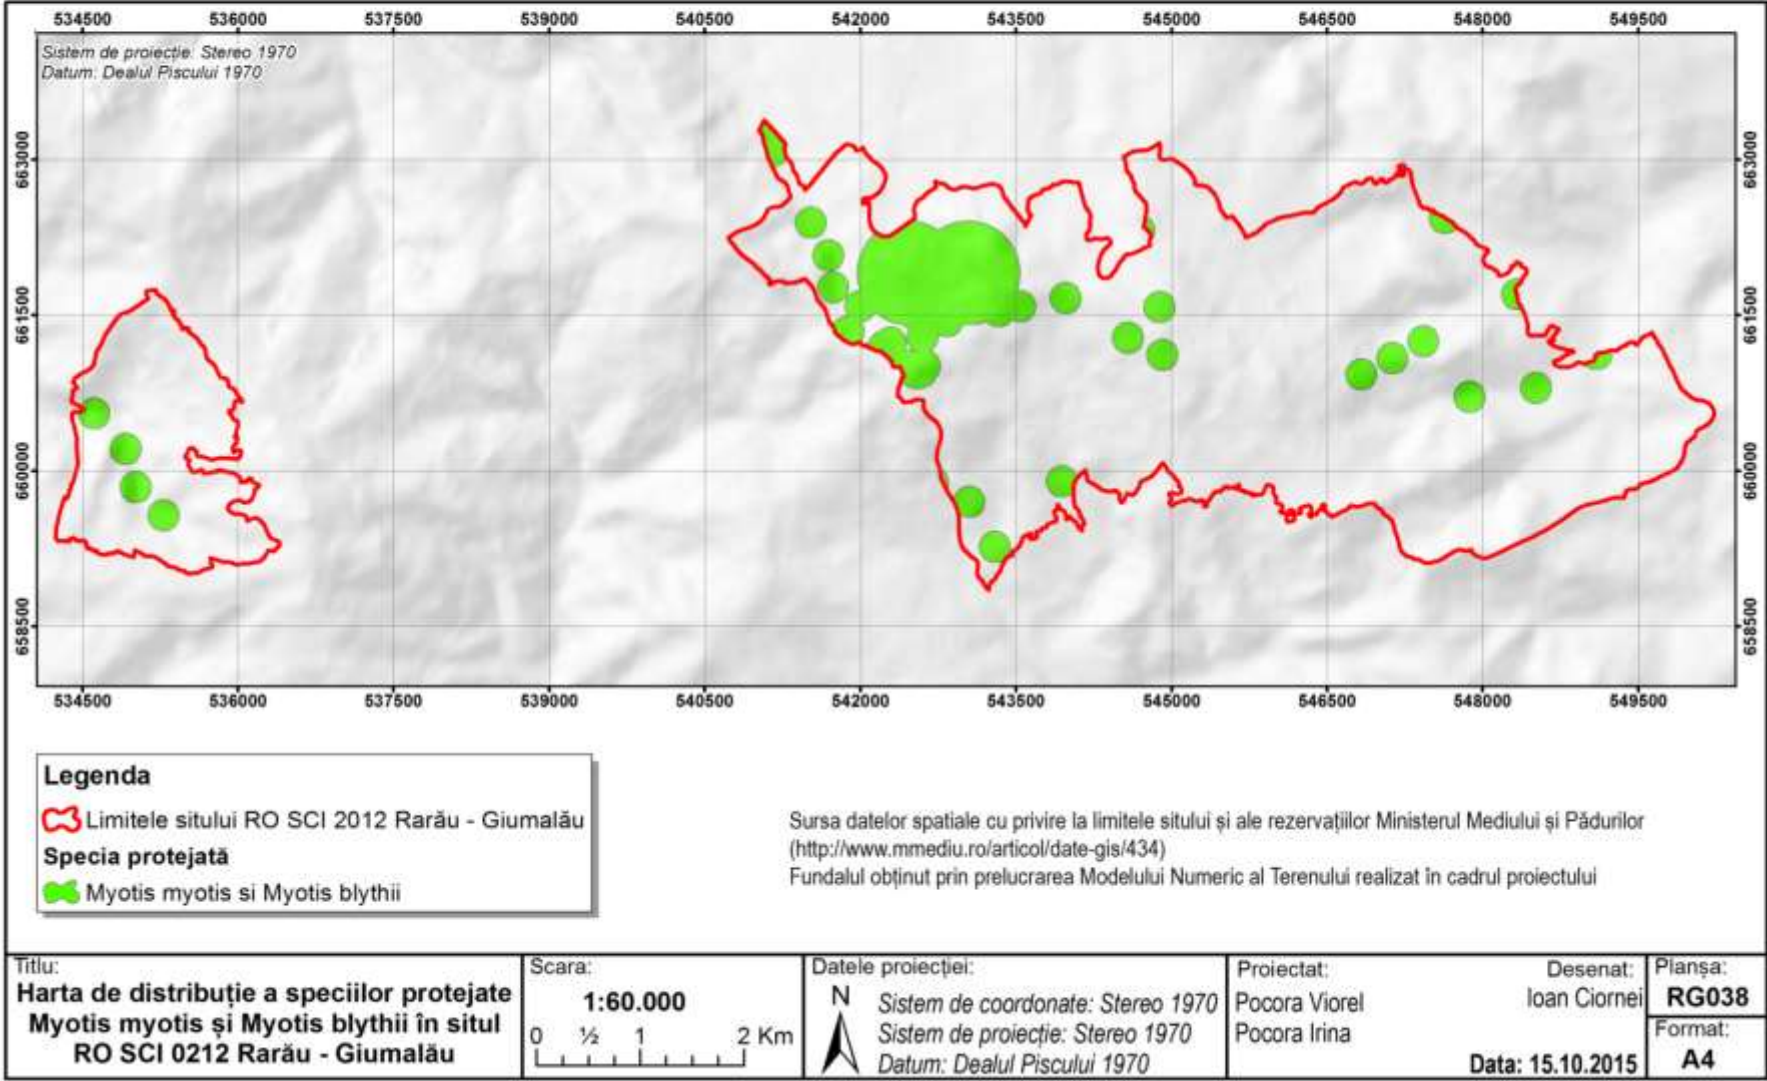 534500 536000 537500 539000 540500 542000 543500 545000 546500 548000 549500
Sistem de proiecție: Stereo 1970
Datum: Dealul Piscului 1970
663000 663000
661500 661500
660000 660000
658500 658500
534500 536000 537500 539000 540500 542000 543500 545000 546500 548000 549500
Legenda
Limitele sitului RO SCI 2012 Rarău - Giumalău
Specia protejată
Myotis myotis si Myotis blythii
Sursa datelor spatiale cu privire la limitele sitului și ale rezervațiilor Ministerul Mediului și Pădurilor
(http://www.mmediu.ro/articol/date-gis/434)
Fundalul obținut prin prelucrarea Modelului Numeric al Terenului realizat în cadrul proiectului
Titlu:
Harta de distribuție a speciilor protejate
Myotis myotis și Myotis blythii în situl
RO SCI 0212 Rarău - Giumalău
Scara:
1:60.000
0 ½ 1 2 Km
Datele proiecției:
N
Sistem de coordonate: Stereo 1970
Sistem de proiecție: Stereo 1970
Datum: Dealul Piscului 1970
Proiectat:
Pocora Viorel
Pocora Irina
Desenat:
Ioan Ciornei
Data: 15.10.2015
Planșa:
RG038
Format:
A4